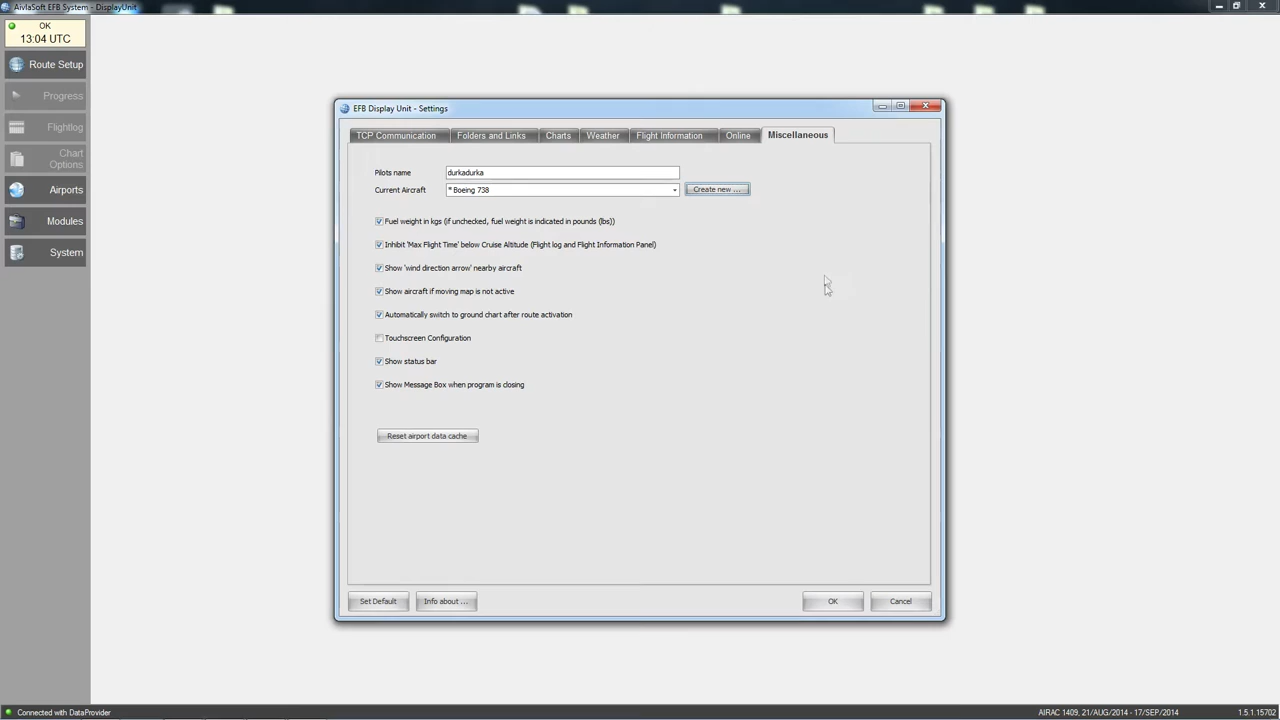 AivlaSoft EFB System - DisplayUnit
OK
13:04 UTC
Route Setup
Progress
Flightlog
Chart
Options
Airports
Modules
System
EFB Display Unit - Settings
TCP Communication
Folders and Links
Charts
Weather
Flight Information
Online
Miscellaneous
Pilots name
durkadurka
Current Aircraft
* Boeing 738
Create new ...
Fuel weight in kgs (if unchecked, fuel weight is indicated in pounds (lbs))
Inhibit 'Max Flight Time' below Cruise Altitude (Flight log and Flight Information Panel)
Show 'wind direction arrow' nearby aircraft
Show aircraft if moving map is not active
Automatically switch to ground chart after route activation
Touchscreen Configuration
Show status bar
Show Message Box when program is closing
Reset airport data cache
Set Default
Info about ...
OK
Cancel
Connected with DataProvider
AIRAC 1409, 21/AUG/2014 - 17/SEP/2014
1.5.1.15702